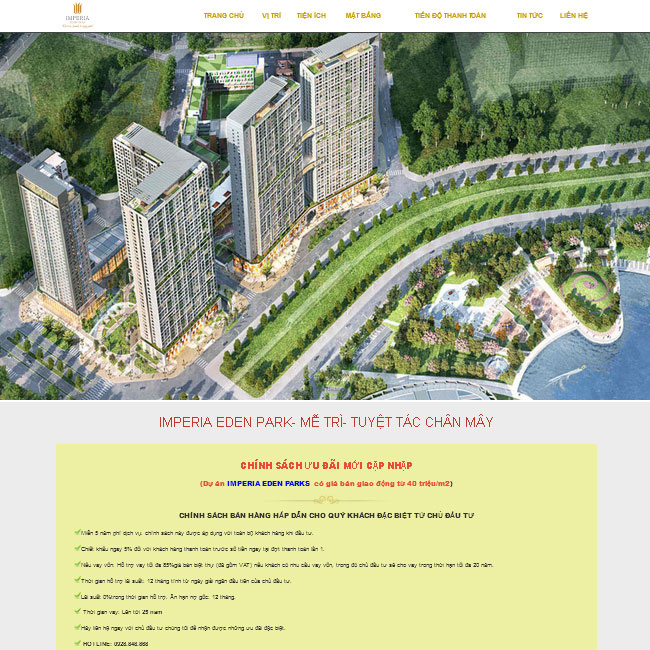 IMPERIA
EDEN PARK
TRANG CHỦ VỊ TRÍ TIỆN ÍCH MẶT BẰNG TIẾN ĐỘ THANH TOÁN TIN TỨC LIÊN HỆ
IMPERIA EDEN PARK- MỄ TRÌ- TUYỆT TÁC CHÂN MÂY
CHÍNH SÁCH ƯU ĐÃI MỚI CẬP NHẬP
(Dự án IMPERIA EDEN PARKS có giá bán giao động từ 40 triệu/m2)
CHÍNH SÁCH BÁN HÀNG HẤP DẪN CHO QUÝ KHÁCH ĐẶC BIỆT TỪ CHỦ ĐẦU TƯ
Miễn 5 năm phí dịch vụ. chính sách này được áp dụng với toàn bộ khách hàng khi đầu tư.
Chiết khấu ngay 5% đối với khách hàng thanh toán trước số tiền ngay tại đợt thanh toán lần 1.
Nếu vay vốn. Hỗ trợ vay tối đa 85%giá bán biệt thự (đã gồm VAT) nếu khách có nhu cầu vay vốn, trong đó chủ đầu tư sẽ cho vay trong thời hạn tối đa 20 năm.
Thời gian hỗ trợ lãi suất: 12 tháng tính từ ngày giải ngân đầu tiên của chủ đầu tư.
Lãi suất 0%trong thời gian hỗ trợ. Ân hạn nợ gốc: 12 tháng.
Thời gian vay: Lên tới 25 năm
Hãy liên hệ ngay với chủ đầu tư chúng tôi để nhận được những ưu đãi đặc biệt.
HOTLINE: 0928.848.868